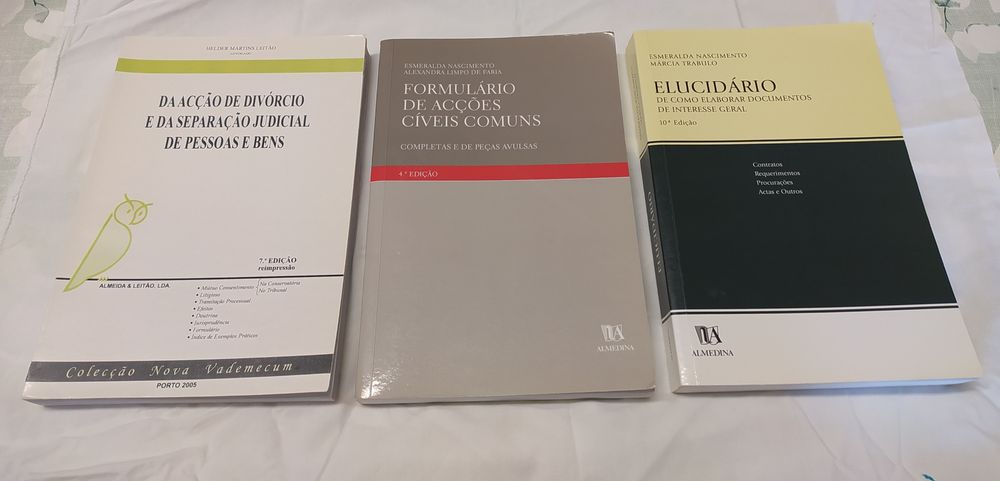 HELDER MARTINS LEITÃO
ADVOGADO
DA ACÇÃO DE DIVÓRCIO
E DA SEPARAÇÃO JUDICIAL
DE PESSOAS E BENS
7.ª EDIÇÃO
reimpressão
ALMEIDA & LEITÃO, LDA.
• Mútuo Consentimento
Na Conservatória
No Tribunal
• Litigioso
• Tramitação Processual
• Efeitos
• Doutrina
• Jurisprudência
• Formulário
• Índice de Exemplos Práticos
Colecção Nova Vademecum
PORTO 2005
ESMERALDA NASCIMENTO
ALEXANDRA LIMPO DE FARIA
FORMULÁRIO
DE ACÇÕES
CÍVEIS COMUNS
COMPLETAS E DE PEÇAS AVULSAS
4.ª EDIÇÃO
ALMEDINA
ESMERALDA NASCIMENTO
MÁRCIA TRABULO
ELUCIDÁRIO
DE COMO ELABORAR DOCUMENTOS
DE INTERESSE GERAL
10ª Edição
Contratos
Requerimentos
Procurações
Actas e Outros
ELUCIDÁRIO
ALMEDINA